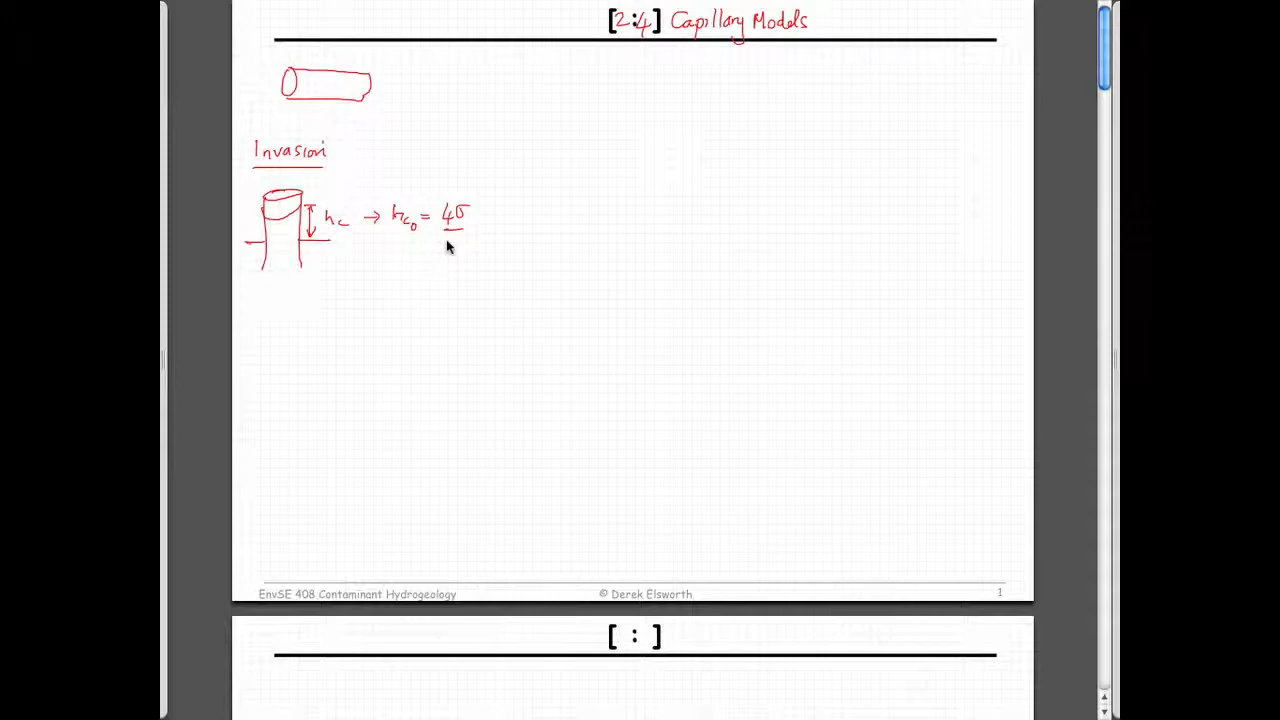 [2:4] Capillary Models
Invasion
hc → hc0 = 4σ
EnvSE 408 Contaminant Hydrogeology © Derek Elsworth 1
[ : ]